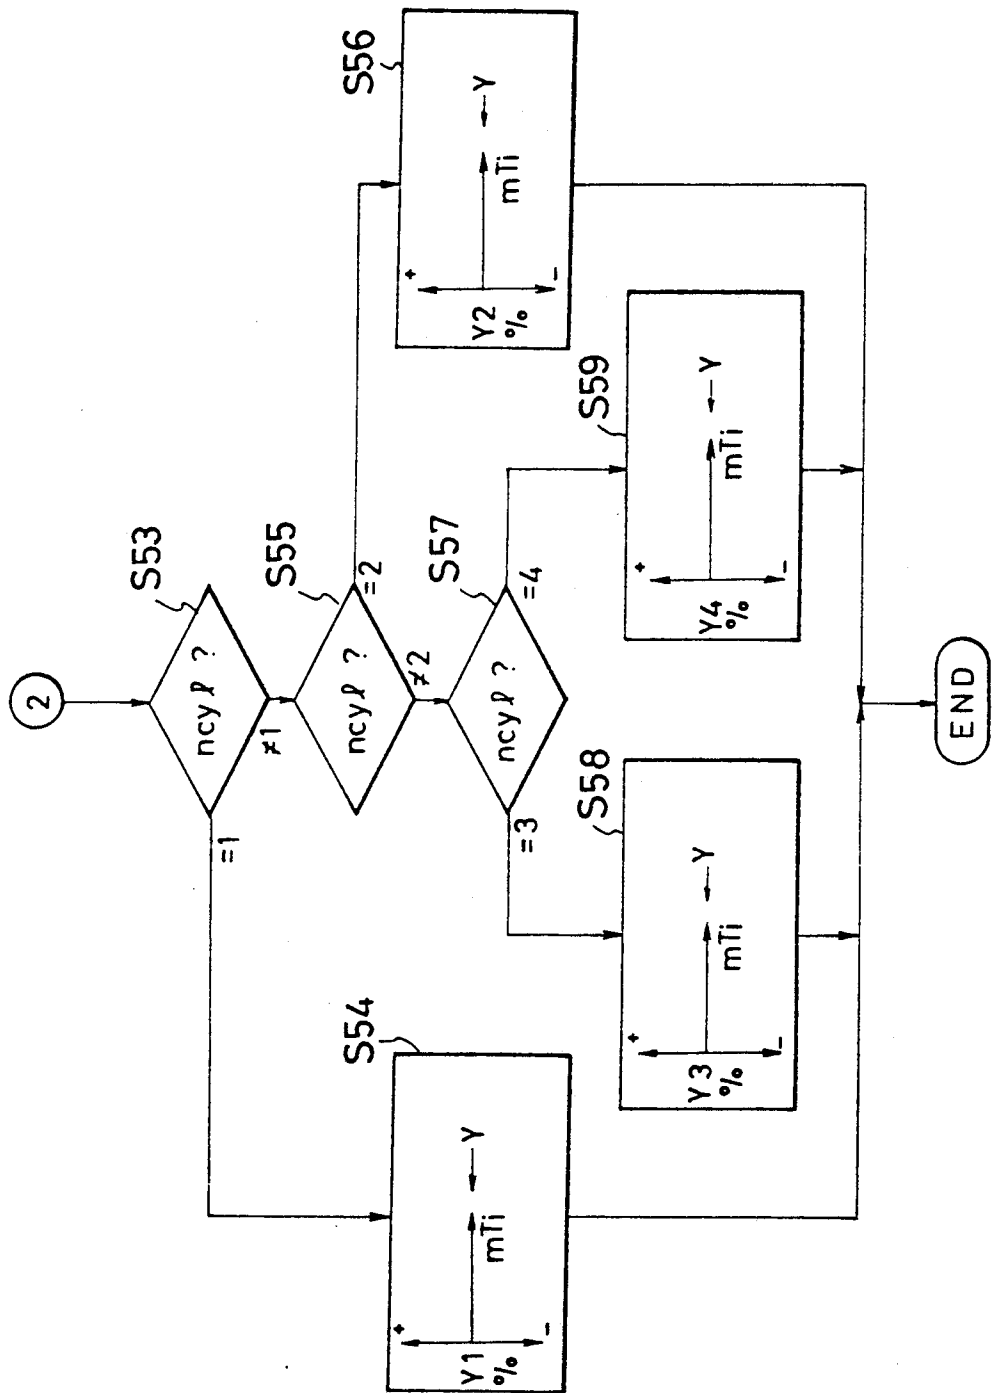 2
S53
ncyl ?
=1
≠1
S55
ncyl ?
=2
≠2
S57
ncyl ?
=3
=4
S54
+
Y1
%
-
mTi
← Y
S56
+
Y2
%
-
mTi
← Y
S58
+
Y3
%
-
mTi
← Y
S59
+
Y4
%
-
mTi
← Y
END